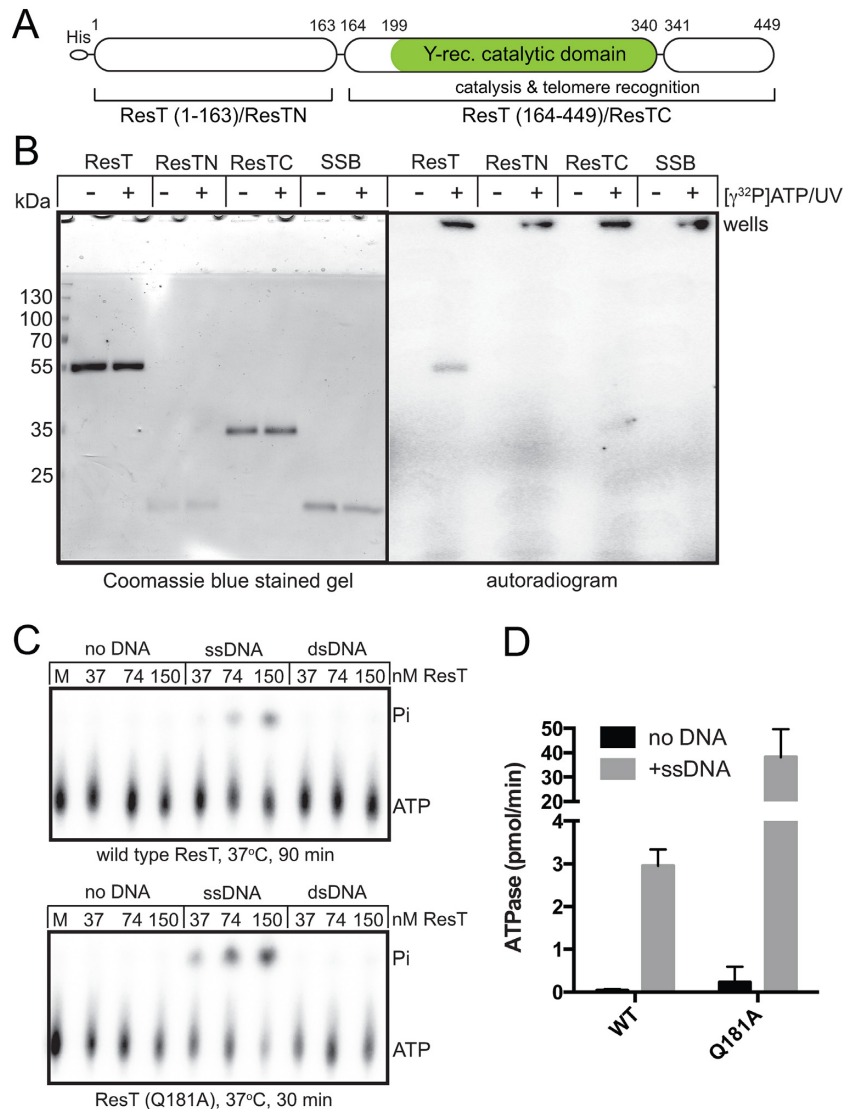 A
His
1 163 164 199 340 341 449
Y-rec. catalytic domain
catalysis & telomere recognition
ResT (1-163)/ResTN ResT (164-449)/ResTC
B
ResT ResTN ResTC SSB ResT ResTN ResTC SSB
kDa - + - + - + - + - + - + - + - + [γ³²P]ATP/UV
wells
130
100
70
55
35
25
Coomassie blue stained gel autoradiogram
C
no DNA ssDNA dsDNA
M 37 74 150 37 74 150 37 74 150 nM ResT
Pi
ATP
wild type ResT, 37ºC, 90 min
no DNA ssDNA dsDNA
M 37 74 150 37 74 150 37 74 150 nM ResT
Pi
ATP
ResT (Q181A), 37ºC, 30 min
D
ATPase (pmol/min)
50
40
30
20
4
3
2
1
0
no DNA
+ssDNA
WT Q181A